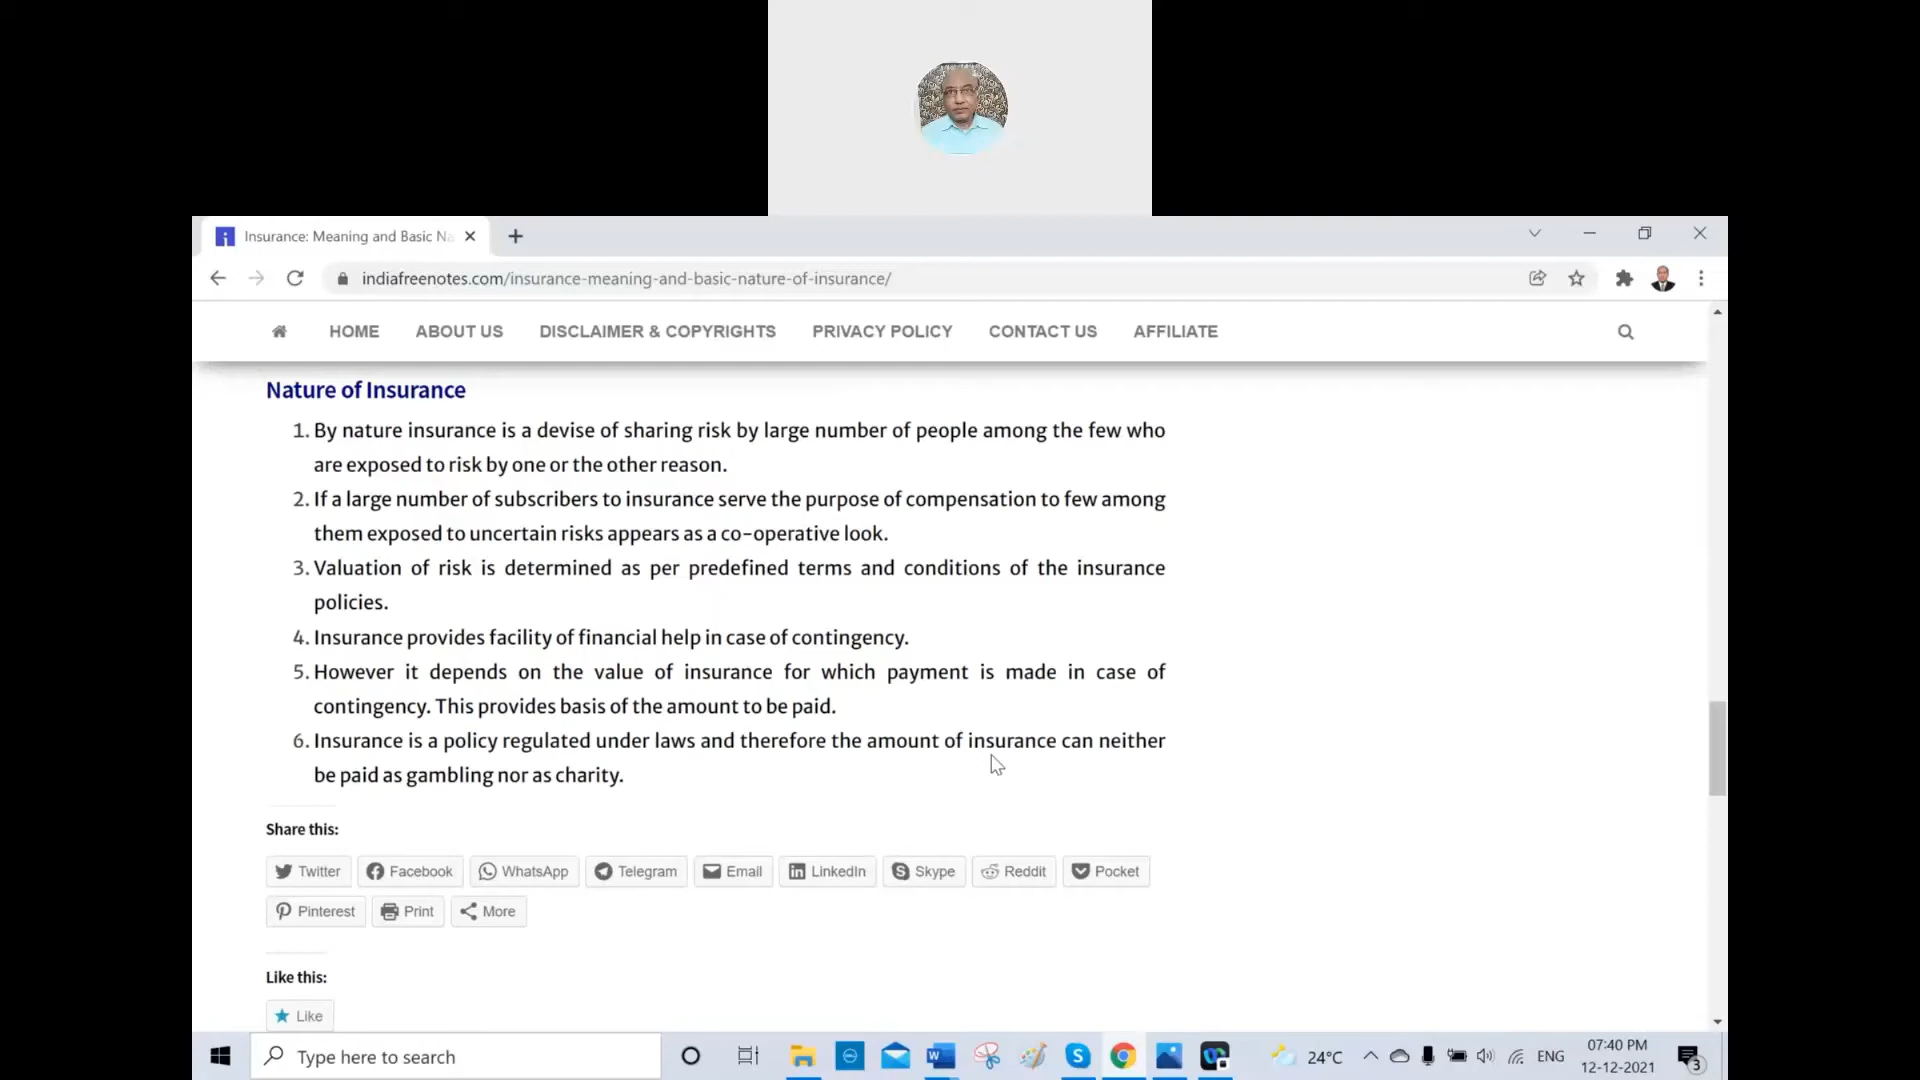 Insurance: Meaning and Basic Na
indiafreenotes.com/insurance-meaning-and-basic-nature-of-insurance/
HOME ABOUT US DISCLAIMER & COPYRIGHTS PRIVACY POLICY CONTACT US AFFILIATE
Nature of Insurance
1. By nature insurance is a devise of sharing risk by large number of people among the few who
are exposed to risk by one or the other reason.
2. If a large number of subscribers to insurance serve the purpose of compensation to few among
them exposed to uncertain risks appears as a co-operative look.
3. Valuation of risk is determined as per predefined terms and conditions of the insurance
policies.
4. Insurance provides facility of financial help in case of contingency.
5. However it depends on the value of insurance for which payment is made in case of
contingency. This provides basis of the amount to be paid.
6. Insurance is a policy regulated under laws and therefore the amount of insurance can neither
be paid as gambling nor as charity.
Share this:
Twitter Facebook WhatsApp Telegram Email LinkedIn Skype Reddit Pocket
Pinterest Print More
Like this:
Like
Type here to search
24°C ENG
07:40 PM
12-12-2021
3